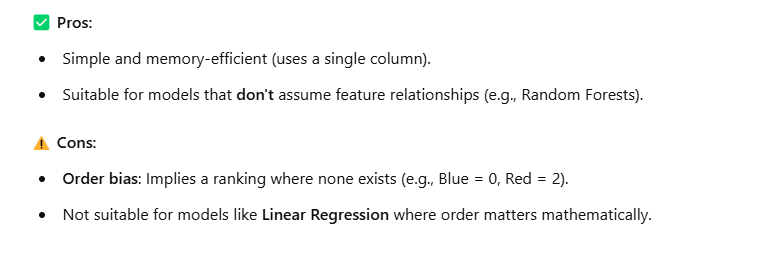 ✅ Pros:
• Simple and memory-efficient (uses a single column).
• Suitable for models that don't assume feature relationships (e.g., Random Forests).
⚠️ Cons:
• Order bias: Implies a ranking where none exists (e.g., Blue = 0, Red = 2).
• Not suitable for models like Linear Regression where order matters mathematically.